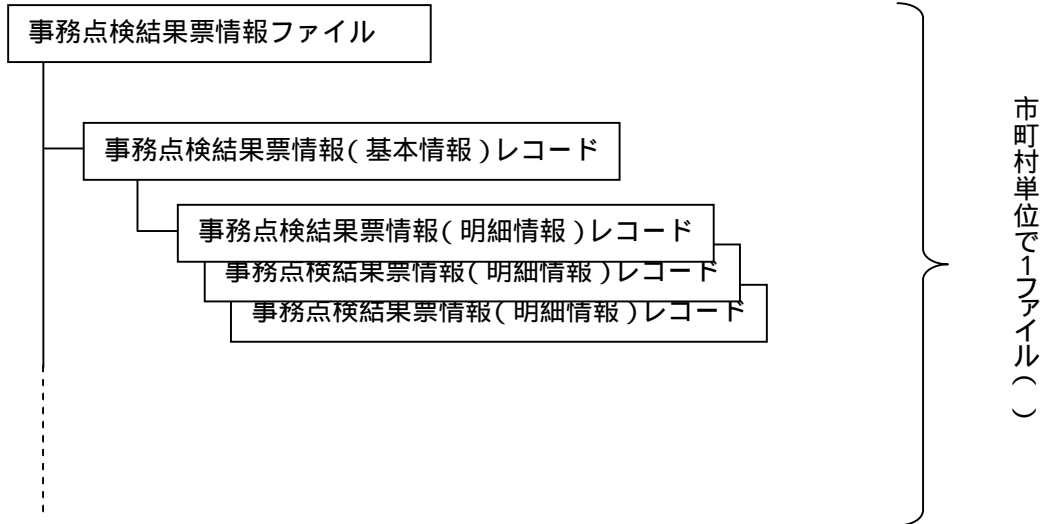 事務点検結果票情報ファイル
事務点検結果票情報(基本情報)レコード
事務点検結果票情報(明細情報)レコード
事務点検結果票情報(明細情報)レコード
事務点検結果票情報(明細情報)レコード
市町村単位で1ファイル( )